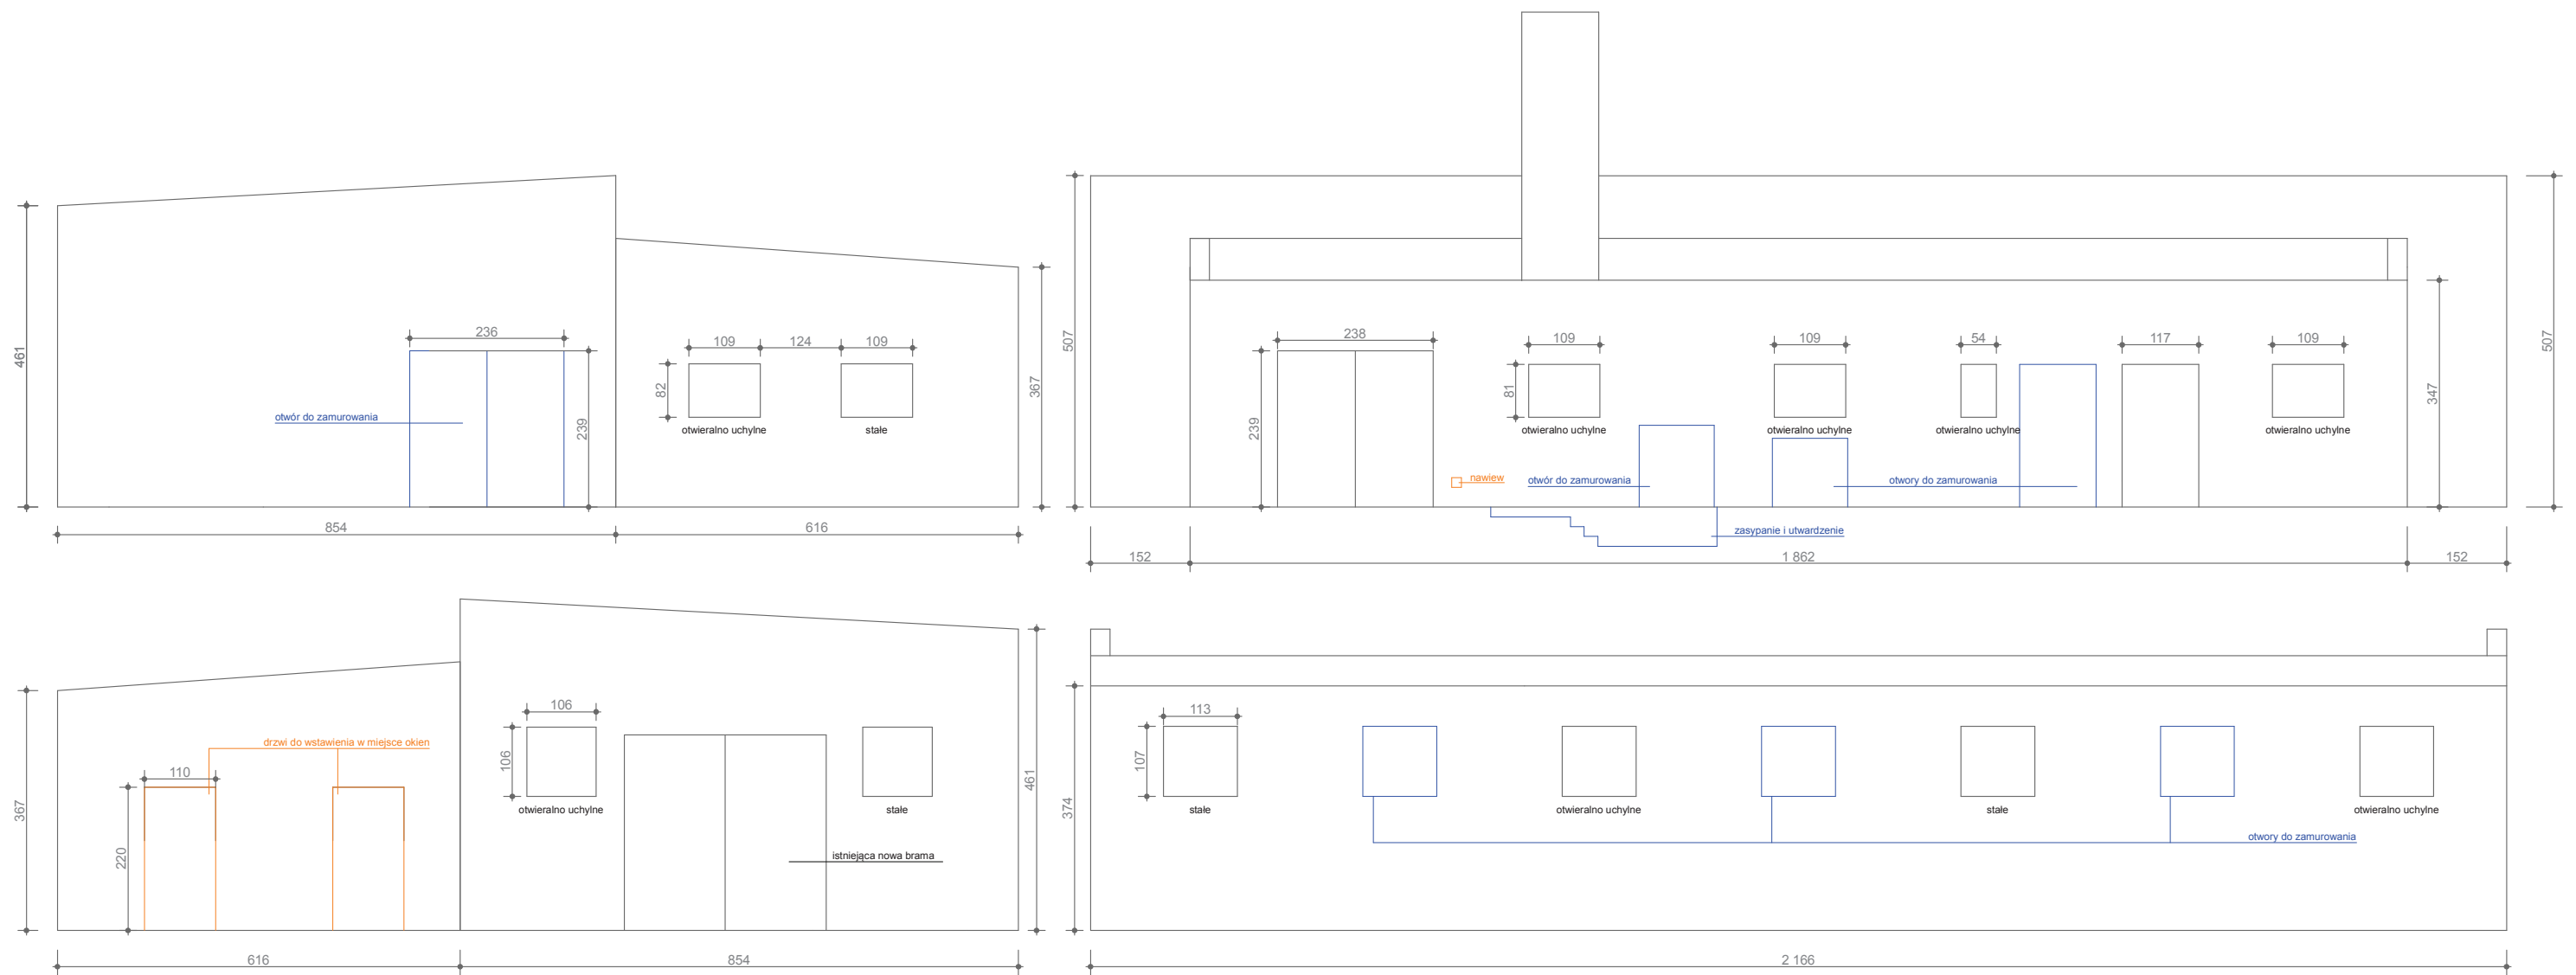 236
461
otwór do zamurowania
239
109
124
109
82
otwieralno uchylne
stałe
367
854
616
507
238
239
109
81
otwieralno uchylne
109
otwieralno uchylne
54
otwieralno uchylne
117
109
otwieralno uchylne
347
507
nawiew
otwór do zamurowania
otwory do zamurowania
zasypanie i utwardzenie
152
1 862
152
367
drzwi do wstawienia w miejsce okien
110
220
106
106
otwieralno uchylne
stałe
istniejąca nowa brama
461
616
854
374
113
107
stałe
otwieralno uchylne
stałe
otwieralno uchylne
otwory do zamurowania
2 166